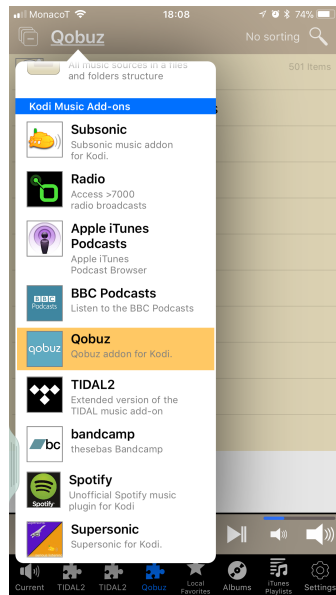 MonacoT 18:08 74%
Qobuz No sorting
All music sources in a files
and folders structure
501 items
Kodi Music Add-ons
Subsonic
Subsonic music addon
for Kodi.
Radio
Access >7000
radio broadcasts
Apple iTunes
Podcasts
Apple iTunes
Podcast Browser
BBC
Podcasts
BBC Podcasts
Listen to the BBC Podcasts
qobuz
Qobuz
Qobuz addon for Kodi.
TIDAL2
Extended version of the
TIDAL music add-on
bc
bandcamp
thesebas Bandcamp
Spotify
Spotify
Unofficial Spotify music
plugin for Kodi
Supersonic
Supersonic for Kodi.
Current TIDAL2 TIDAL2 Qobuz Local Favorites Albums iTunes Playlists Settings